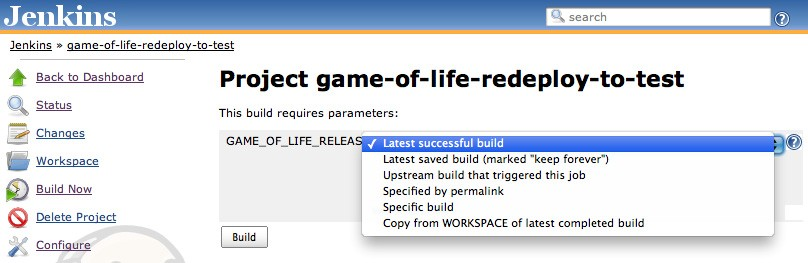 Jenkins
search
Jenkins » game-of-life-redeploy-to-test
Back to Dashboard
Status
Changes
Workspace
Build Now
Delete Project
Configure
Project game-of-life-redeploy-to-test
This build requires parameters:
GAME_OF_LIFE_RELEAS
✓ Latest successful build
Latest saved build (marked "keep forever")
Upstream build that triggered this job
Specified by permalink
Specific build
Copy from WORKSPACE of latest completed build
Build